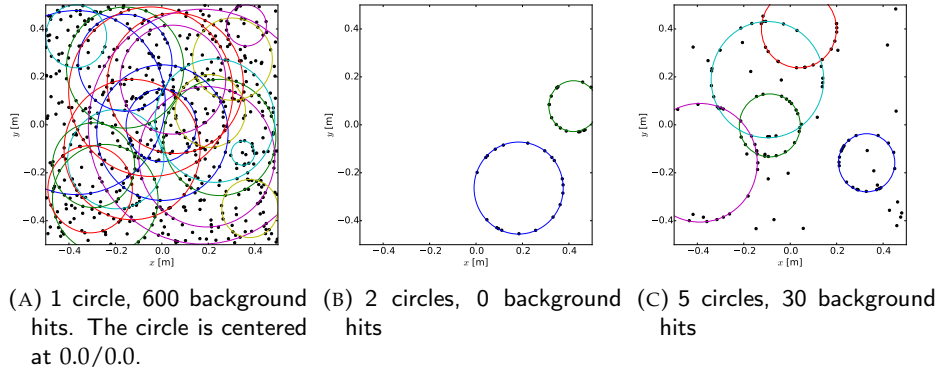 0.4
0.2
0.0
−0.2
−0.4
y [m]
−0.4 −0.2 0.0 0.2 0.4
x [m]
0.4
0.2
0.0
−0.2
−0.4
y [m]
−0.4 −0.2 0.0 0.2 0.4
x [m]
0.4
0.2
0.0
−0.2
−0.4
y [m]
−0.4 −0.2 0.0 0.2 0.4
x [m]
(A) 1 circle, 600 background
hits. The circle is centered
at 0.0/0.0.
(B) 2 circles, 0 background
hits
(C) 5 circles, 30 background
hits